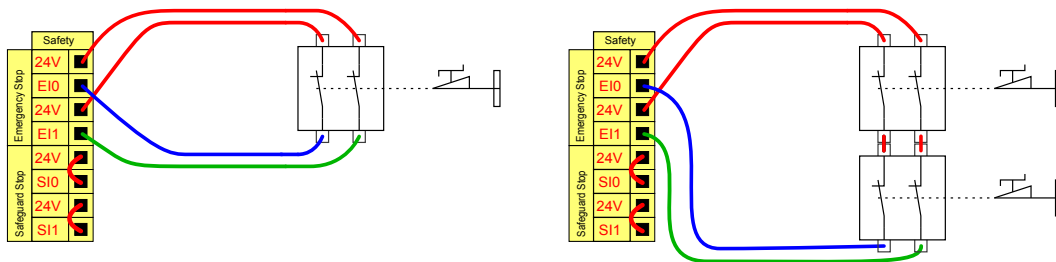 Safety
Emergency Stop
24V
EI0
24V
EI1
Safeguard Stop
24V
SI0
24V
SI1
Safety
Emergency Stop
24V
EI0
24V
EI1
Safeguard Stop
24V
SI0
24V
SI1